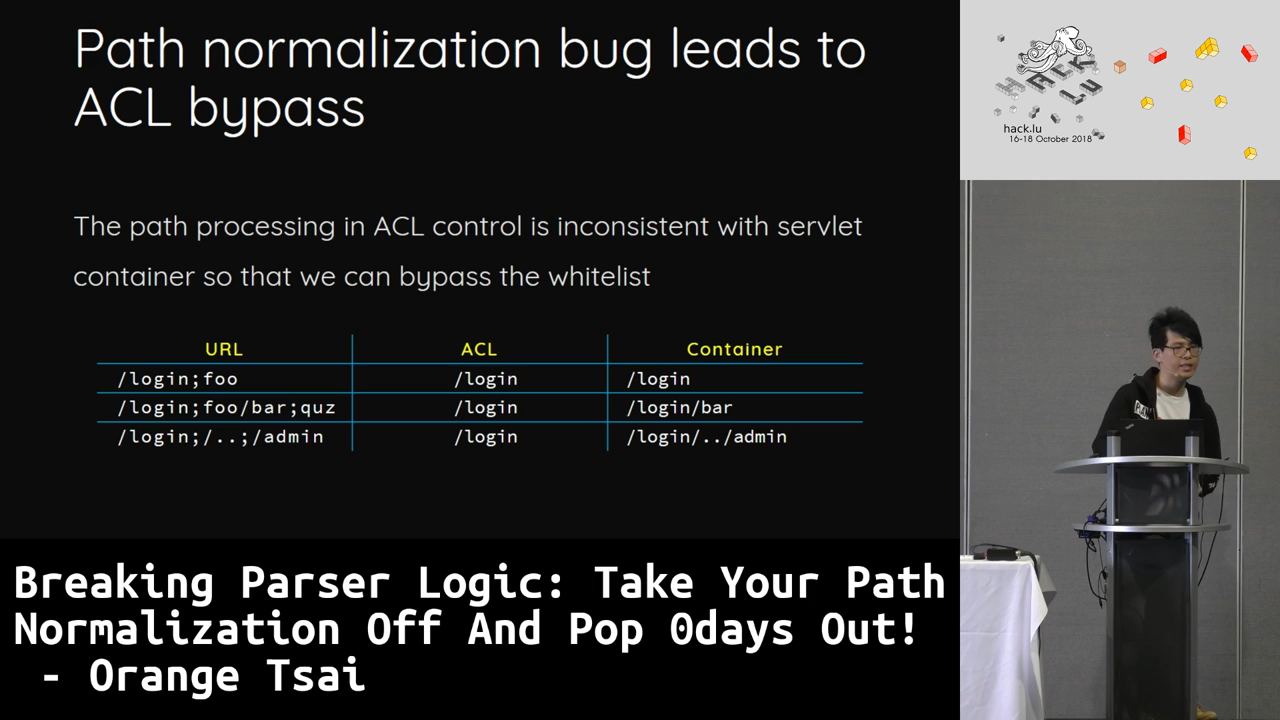 Path normalization bug leads to
ACL bypass
The path processing in ACL control is inconsistent with servlet
container so that we can bypass the whitelist
URL ACL Container
/login;foo /login /login
/login;foo/bar;quz /login /login/bar
/login;/..;/admin /login /login/../admin
HACK
LU
hack.lu
16-18 October 2018
Breaking Parser Logic: Take Your Path
Normalization Off And Pop 0days Out!
- Orange Tsai